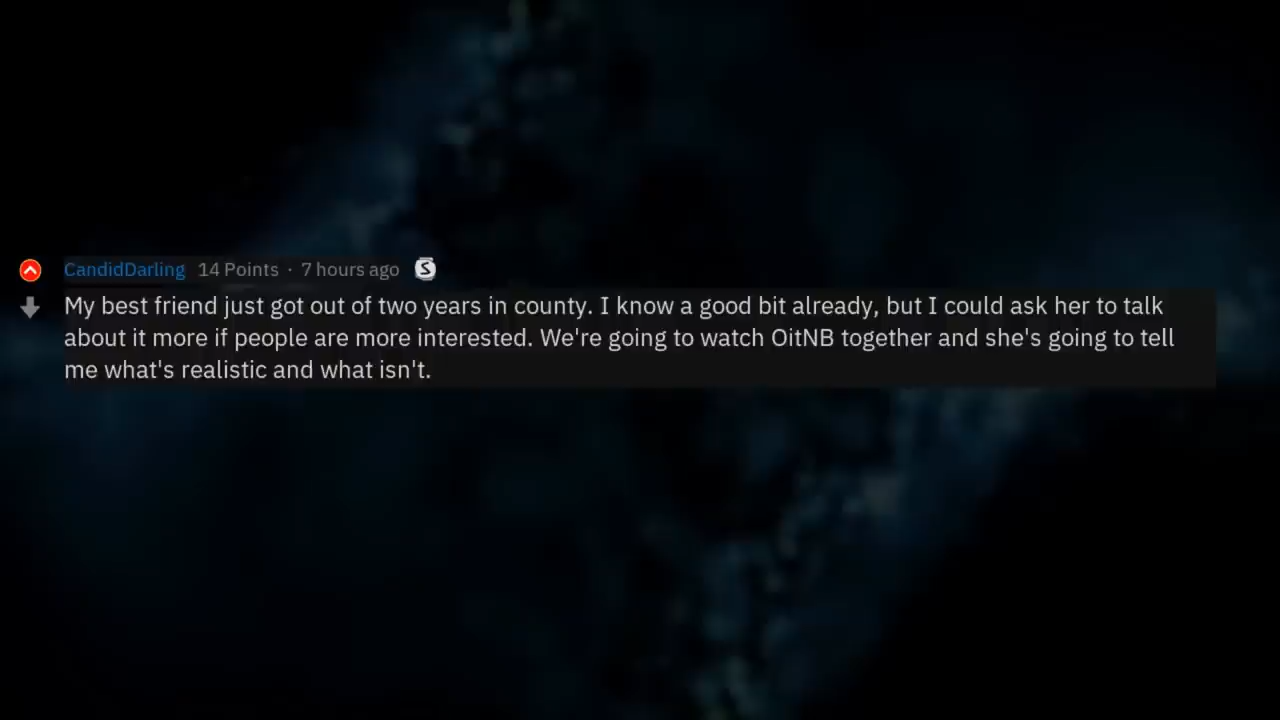 CandidDarling 14 Points · 7 hours ago S
My best friend just got out of two years in county. I know a good bit already, but I could ask her to talk
about it more if people are more interested. We're going to watch OitNB together and she's going to tell
me what's realistic and what isn't.